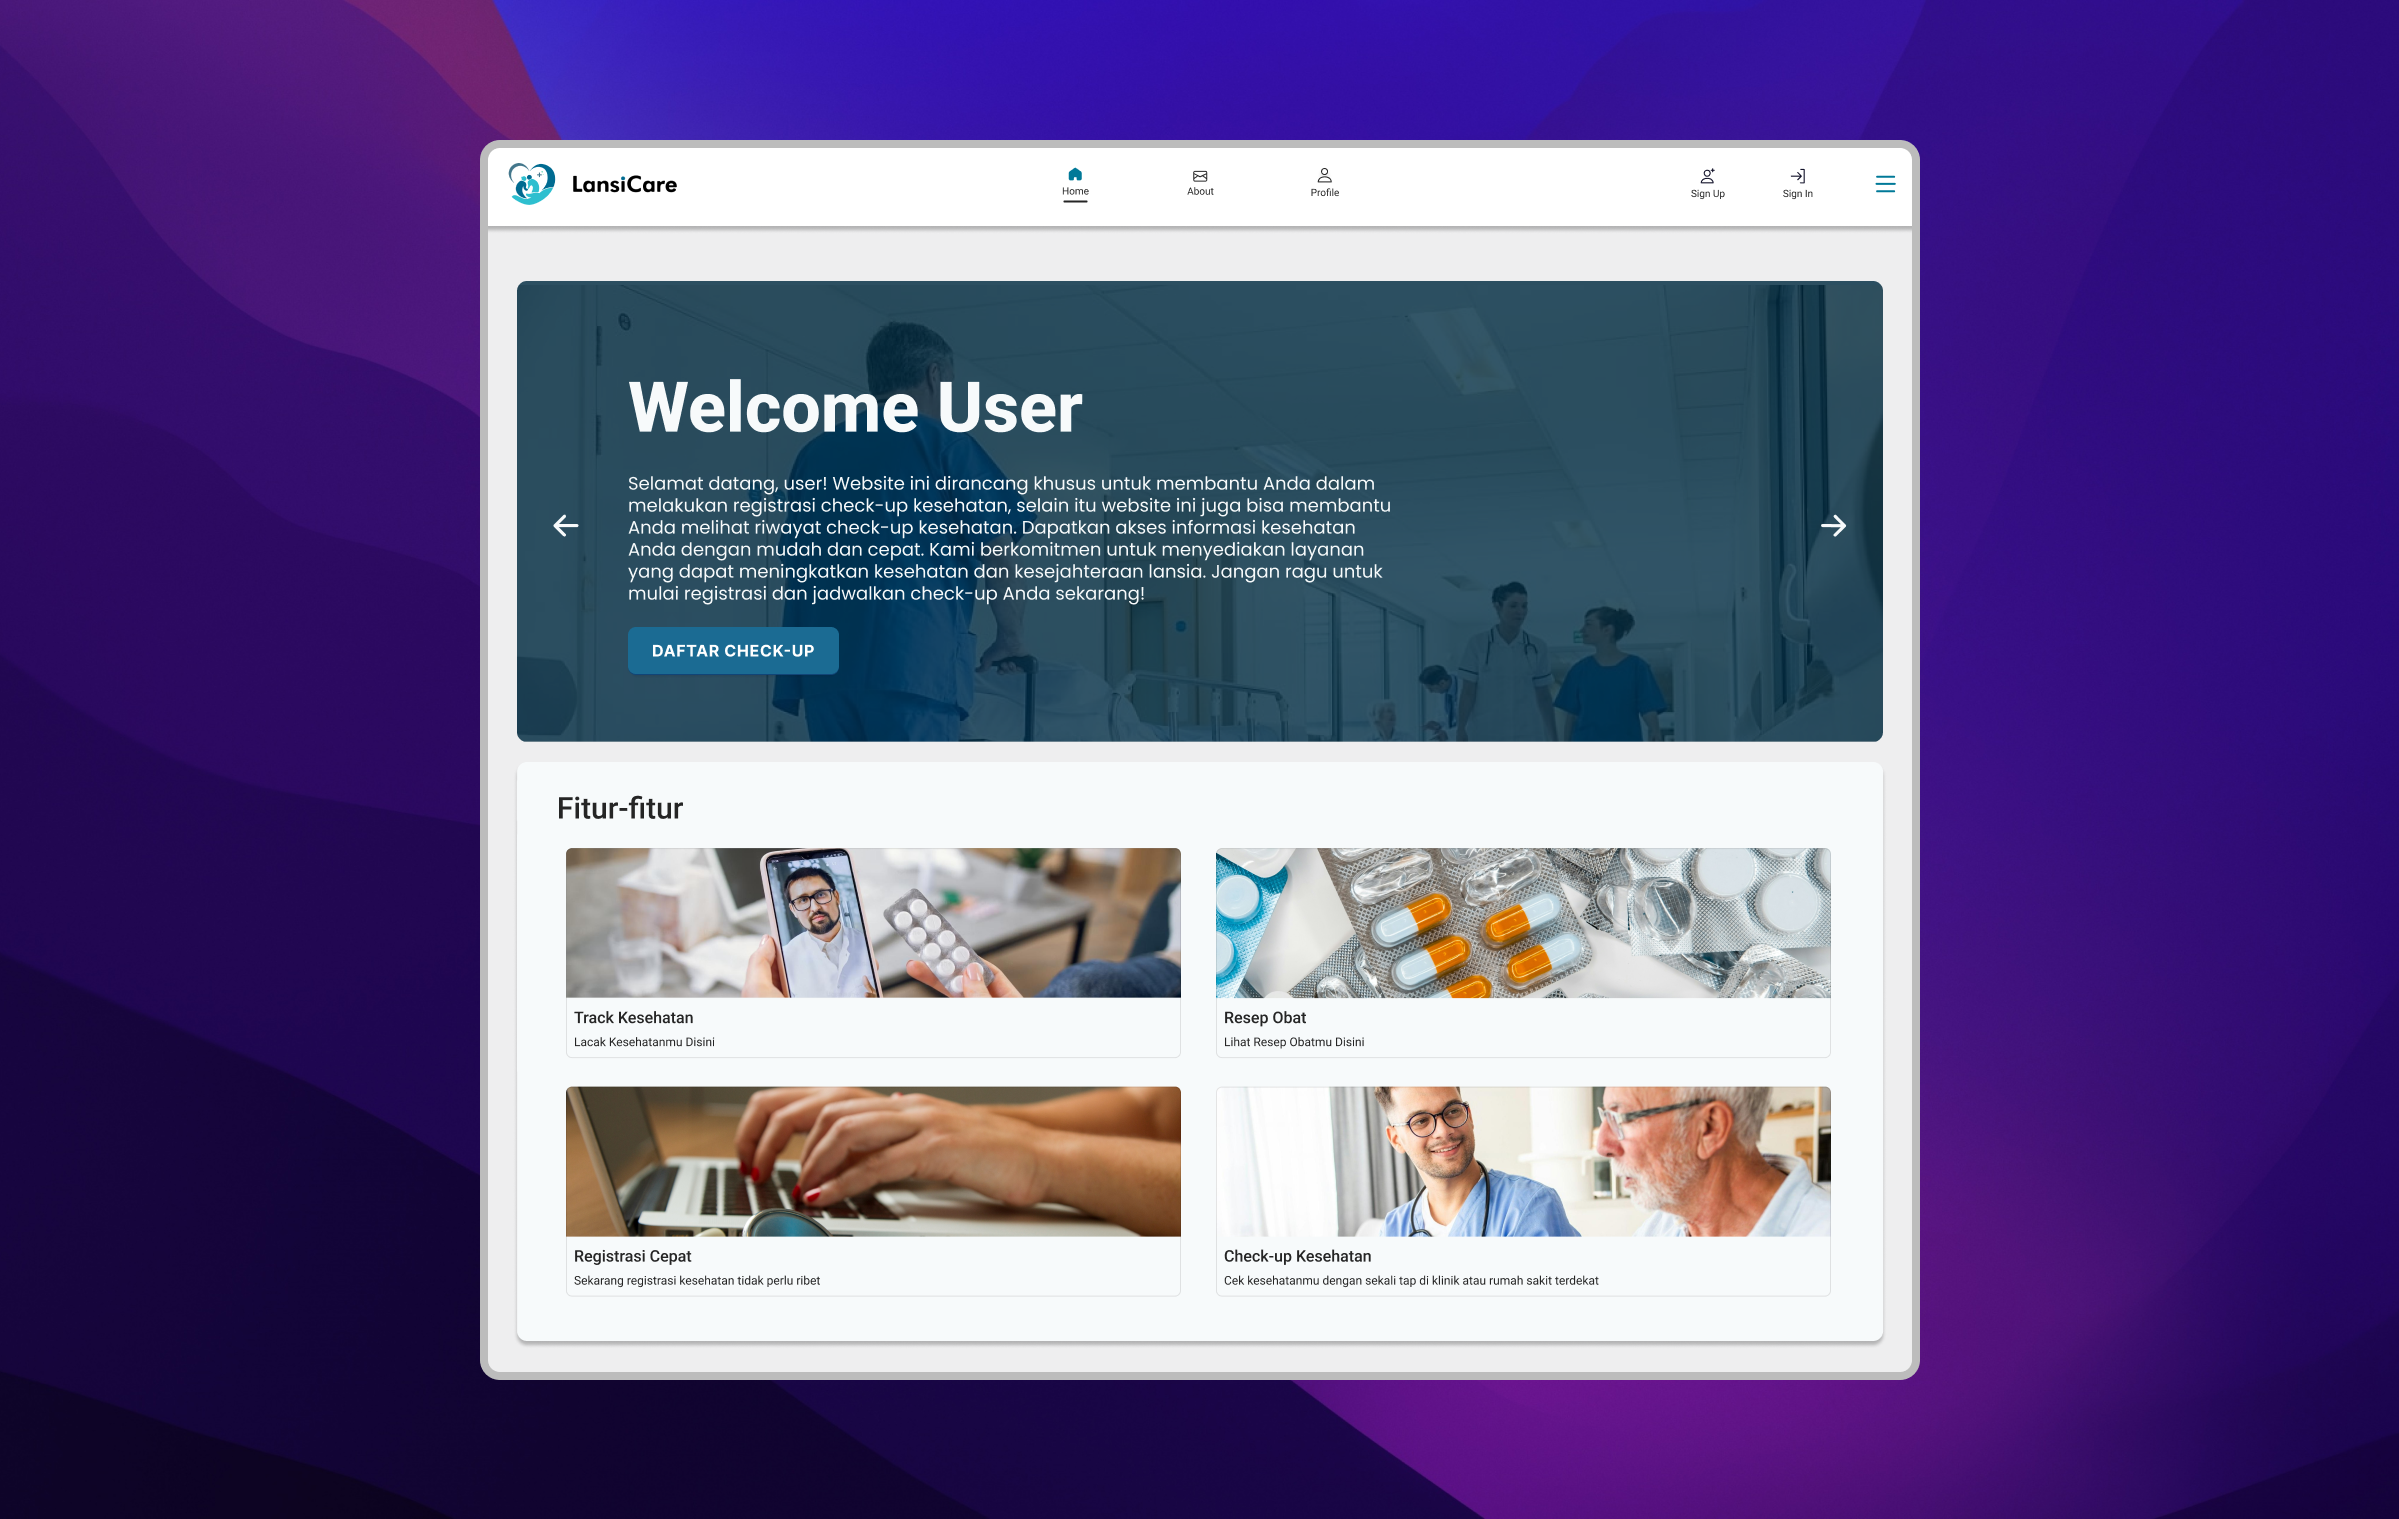 LansiCare
Home
About
Profile
Sign Up
Sign In
Welcome User
Selamat datang, user! Website ini dirancang khusus untuk membantu Anda dalam
melakukan registrasi check-up kesehatan, selain itu website ini juga bisa membantu
Anda melihat riwayat check-up kesehatan. Dapatkan akses informasi kesehatan
Anda dengan mudah dan cepat. Kami berkomitmen untuk menyediakan layanan
yang dapat meningkatkan kesehatan dan kesejahteraan lansia. Jangan ragu untuk
mulai registrasi dan jadwalkan check-up Anda sekarang!
DAFTAR CHECK-UP
Fitur-fitur
Track Kesehatan
Lacak Kesehatanmu Disini
Resep Obat
Lihat Resep Obatmu Disini
Registrasi Cepat
Sekarang registrasi kesehatan tidak perlu ribet
Check-up Kesehatan
Cek kesehatanmu dengan sekali tap di klinik atau rumah sakit terdekat